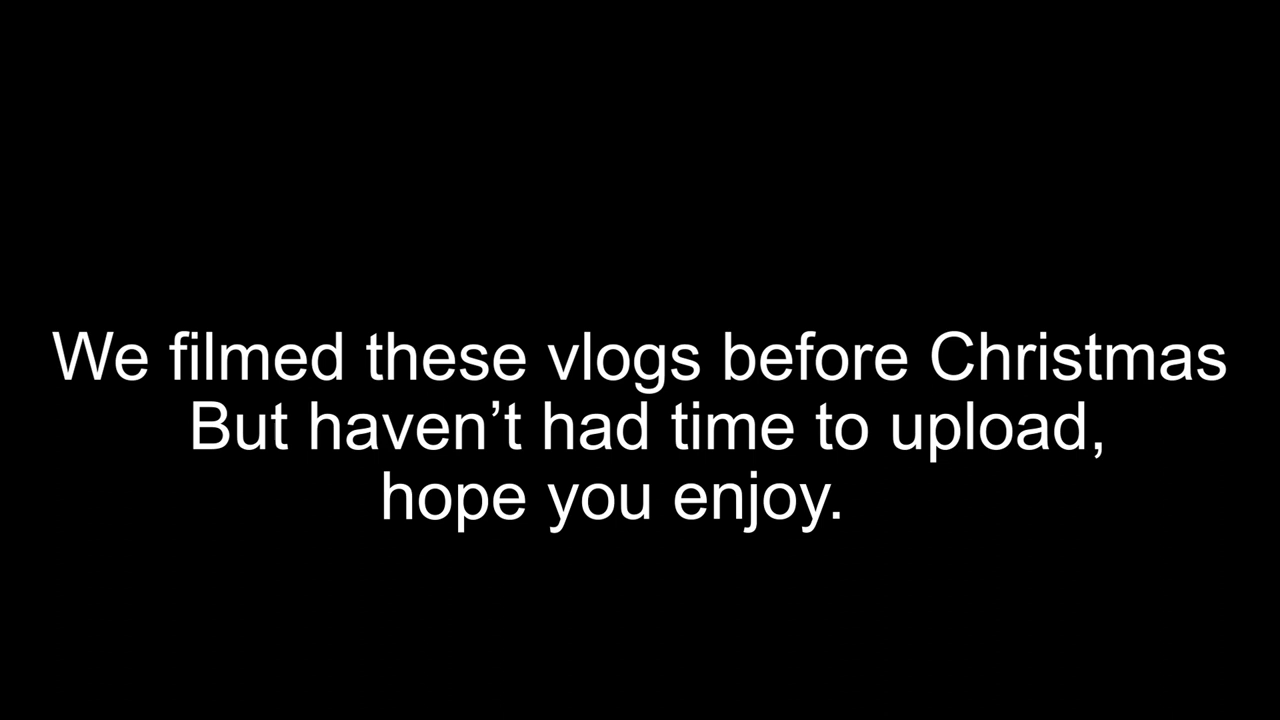 We filmed these vlogs before Christmas
But haven’t had time to upload,
hope you enjoy.